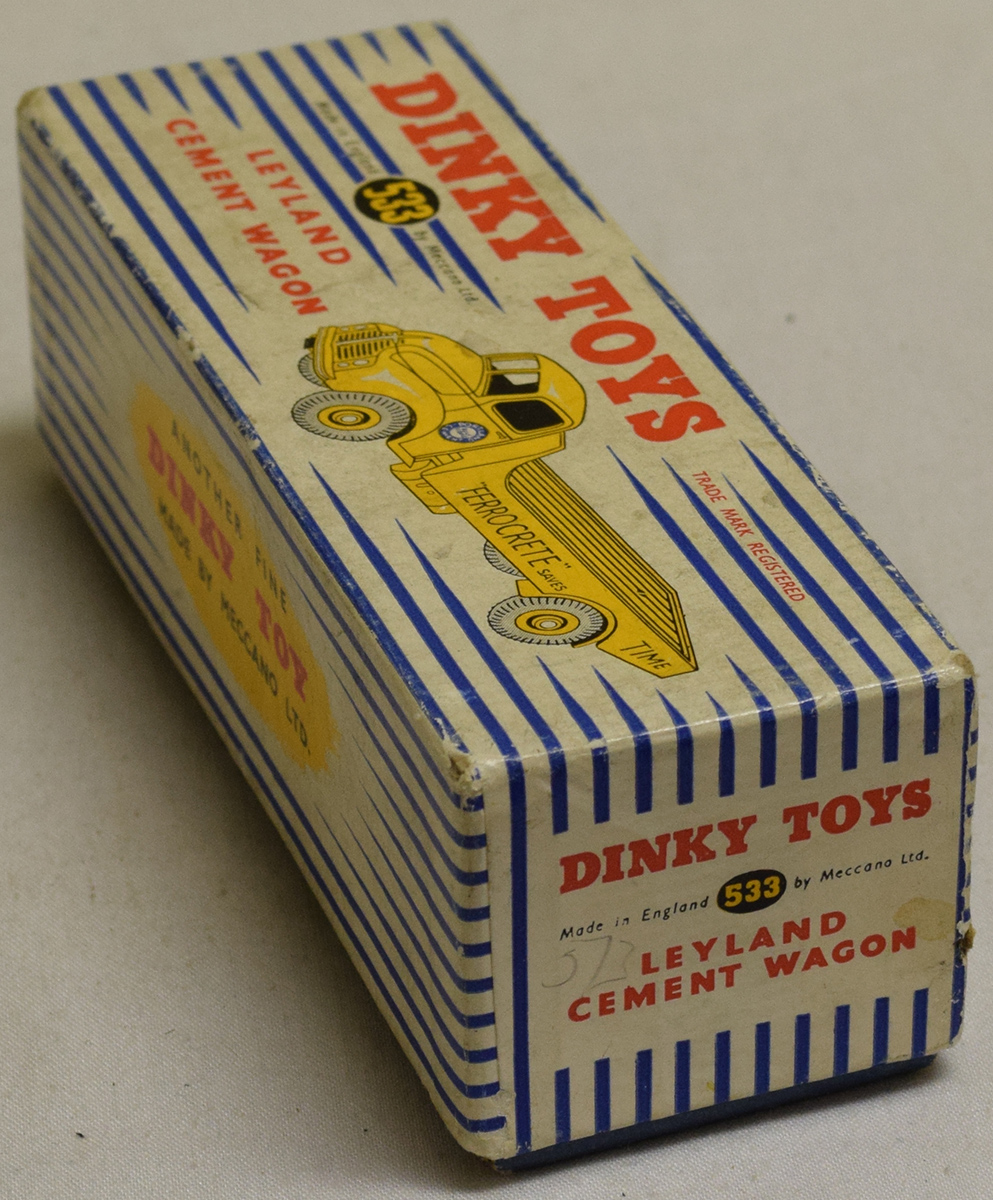 DINKY TOYS
Made in England 533 by Meccano Ltd.
LEYLAND
CEMENT WAGON
"FERROCRETE" SAVES TIME
TRADE MARK REGISTERED
ANOTHER FINE
DINKY TOY
MADE BY MECCANO LTD.
DINKY TOYS
Made in England 533 by Meccano Ltd.
LEYLAND
CEMENT WAGON